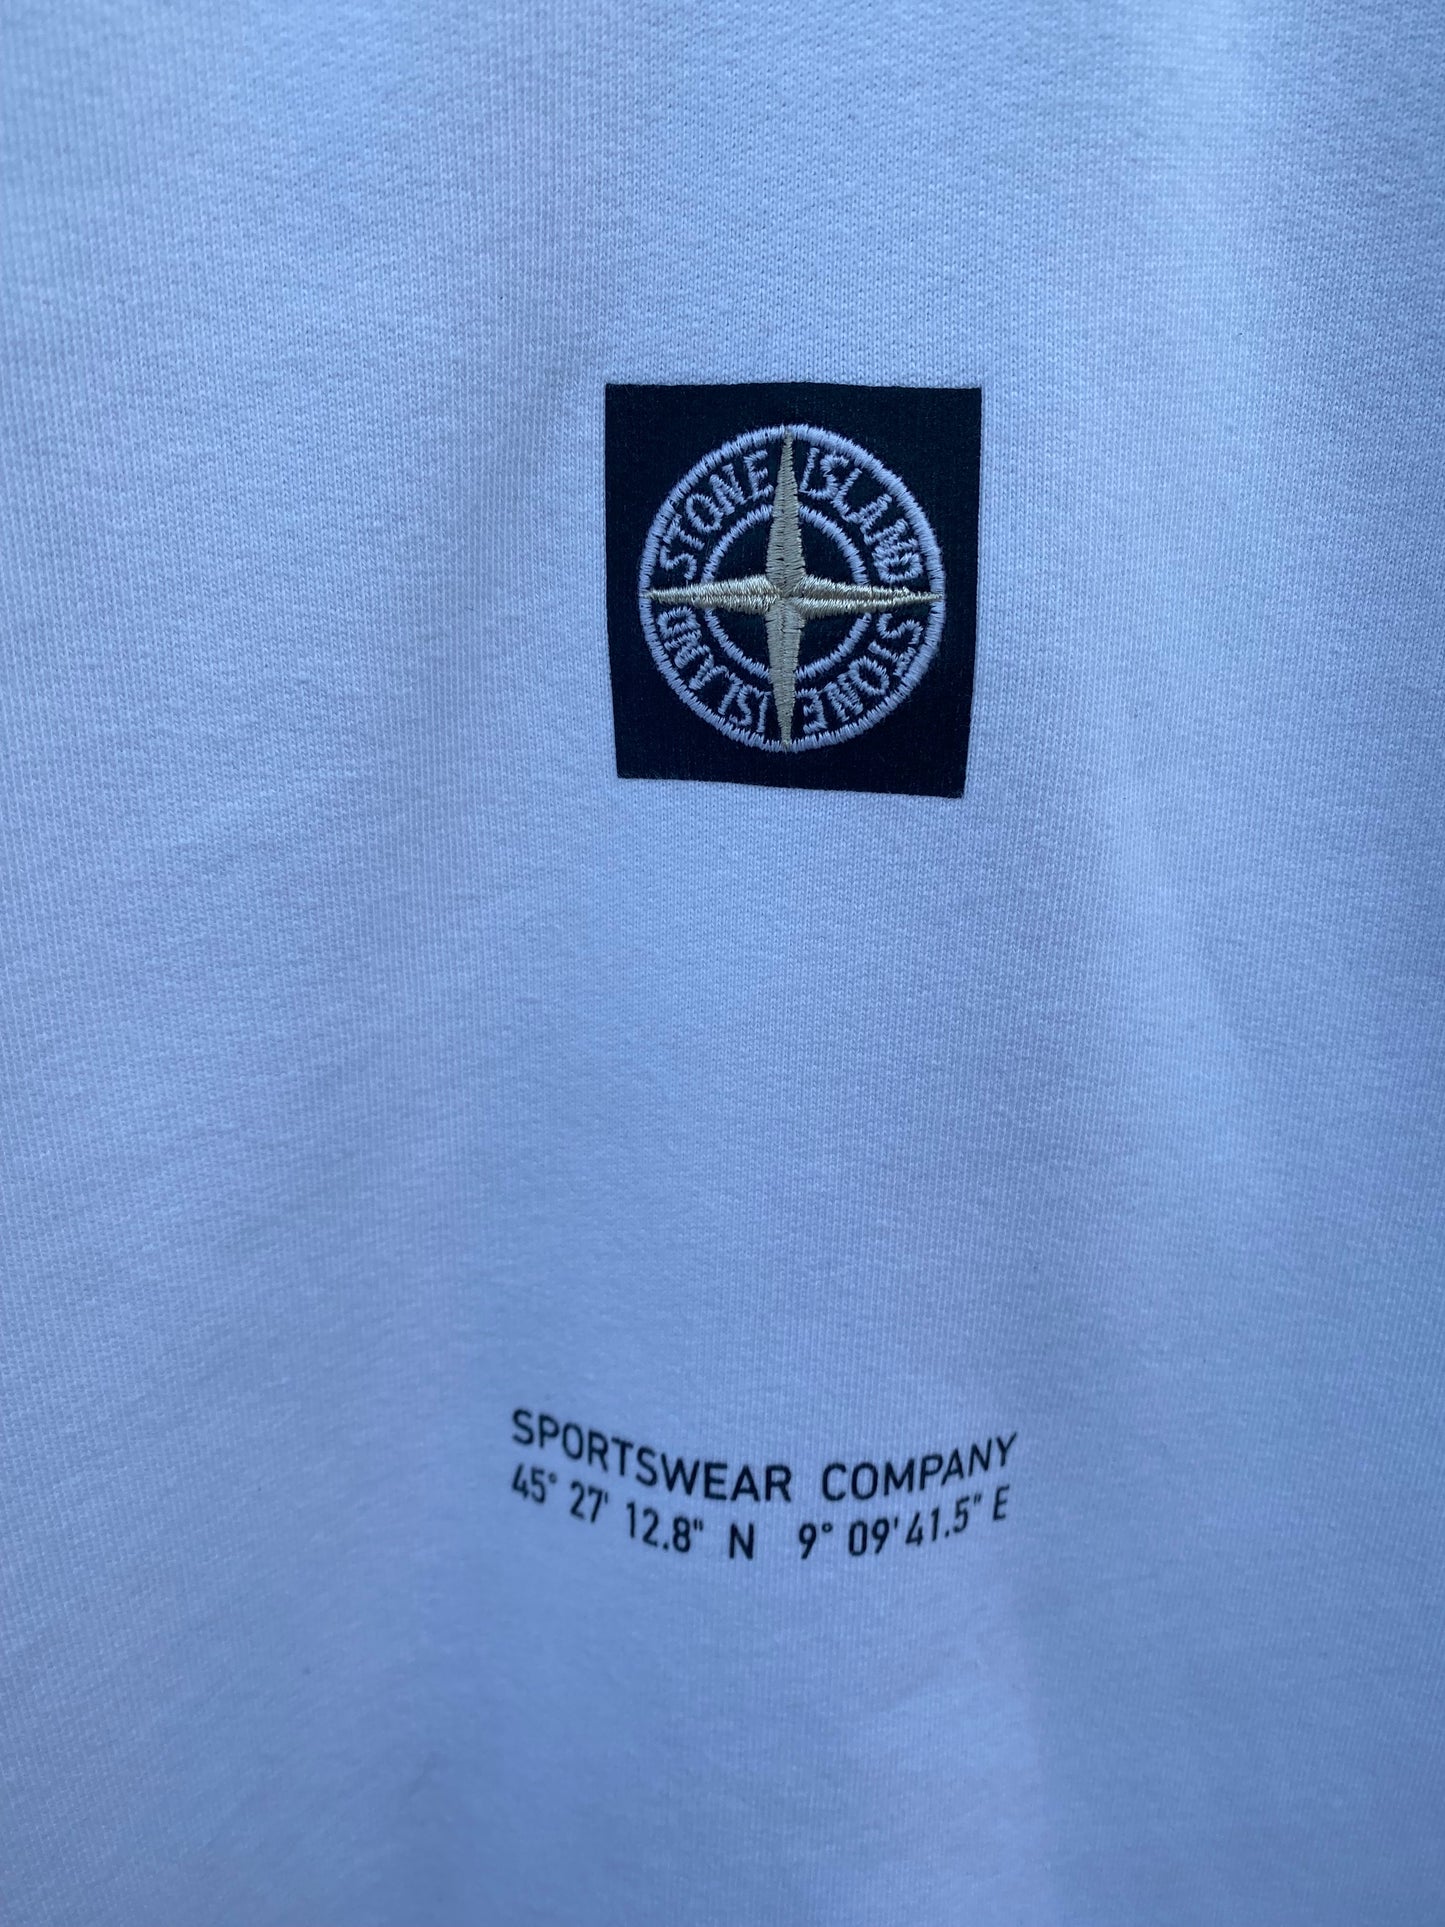 STONE ISLAND
STONE ISLAND
SPORTSWEAR COMPANY
45° 27' 12.8" N 9° 09' 41.5" E